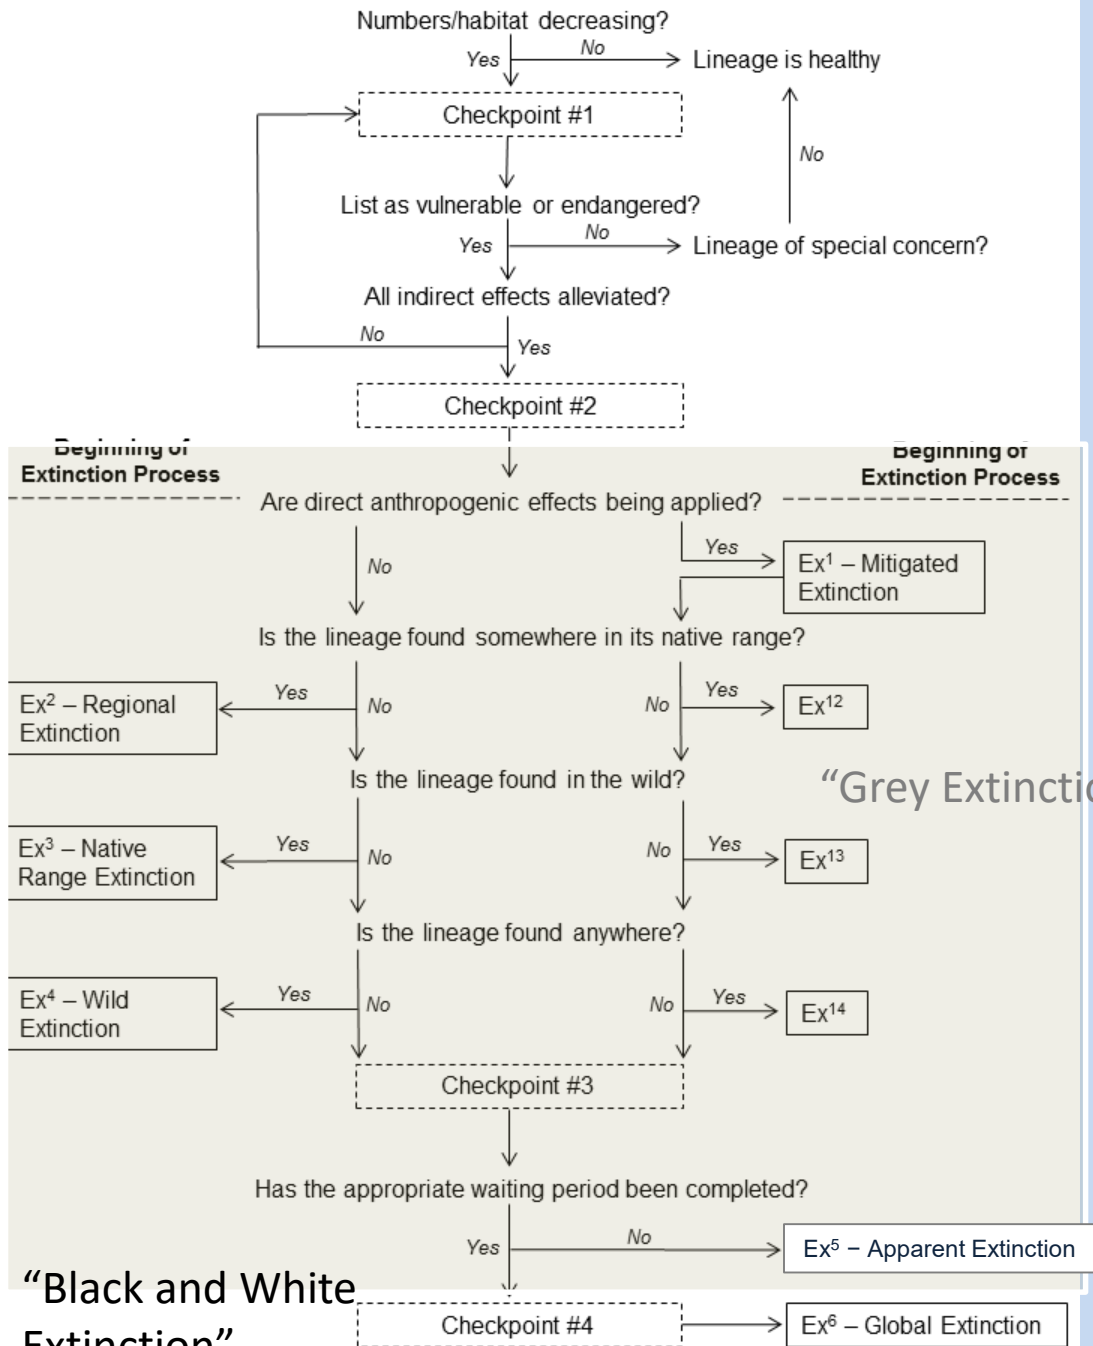 Numbers/habitat decreasing?
Yes
No
Lineage is healthy
Checkpoint #1
No
List as vulnerable or endangered?
Yes
No
Lineage of special concern?
All indirect effects alleviated?
No
Yes
Checkpoint #2
Beginning of
Extinction Process
Beginning of
Extinction Process
Are direct anthropogenic effects being applied?
No
Yes
Ex¹ – Mitigated
Extinction
Is the lineage found somewhere in its native range?
Ex² – Regional
Extinction
Yes
No
No
Yes
Ex¹²
Is the lineage found in the wild?
"Grey
Ex³ – Native
Range Extinction
Yes
No
No
Yes
Ex¹³
Is the lineage found anywhere?
Ex⁴ – Wild
Extinction
Yes
No
No
Yes
Ex¹⁴
Checkpoint #3
Has the appropriate waiting period been completed?
Yes
No
Ex⁵ – Apparent Extinction
“Black and White
Extinction”
Checkpoint #4
Ex⁶ – Global Extinction